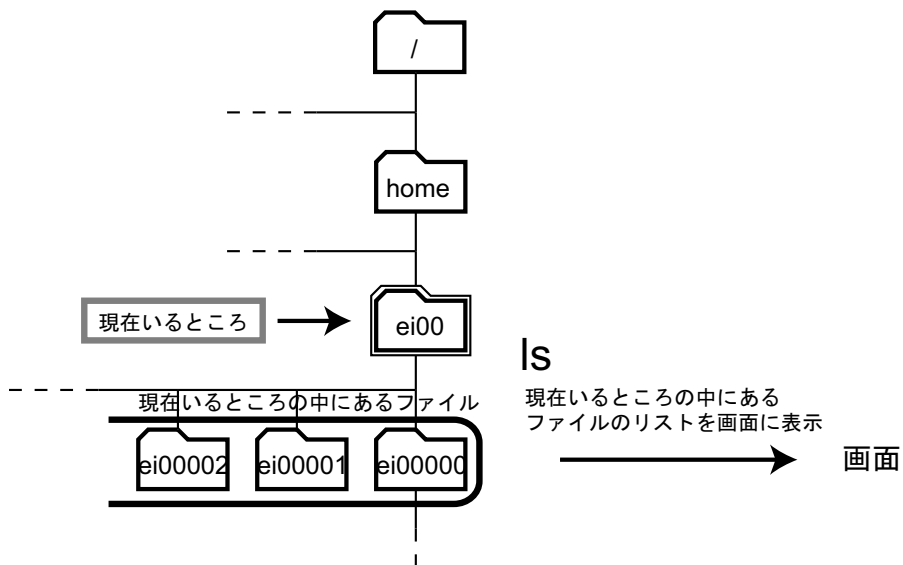 /
home
現在いるところ
ei00
ls
現在いるところの中にあるファイル
現在いるところの中にある
ファイルのリストを画面に表示
ei00002
ei00001
ei00000
画面